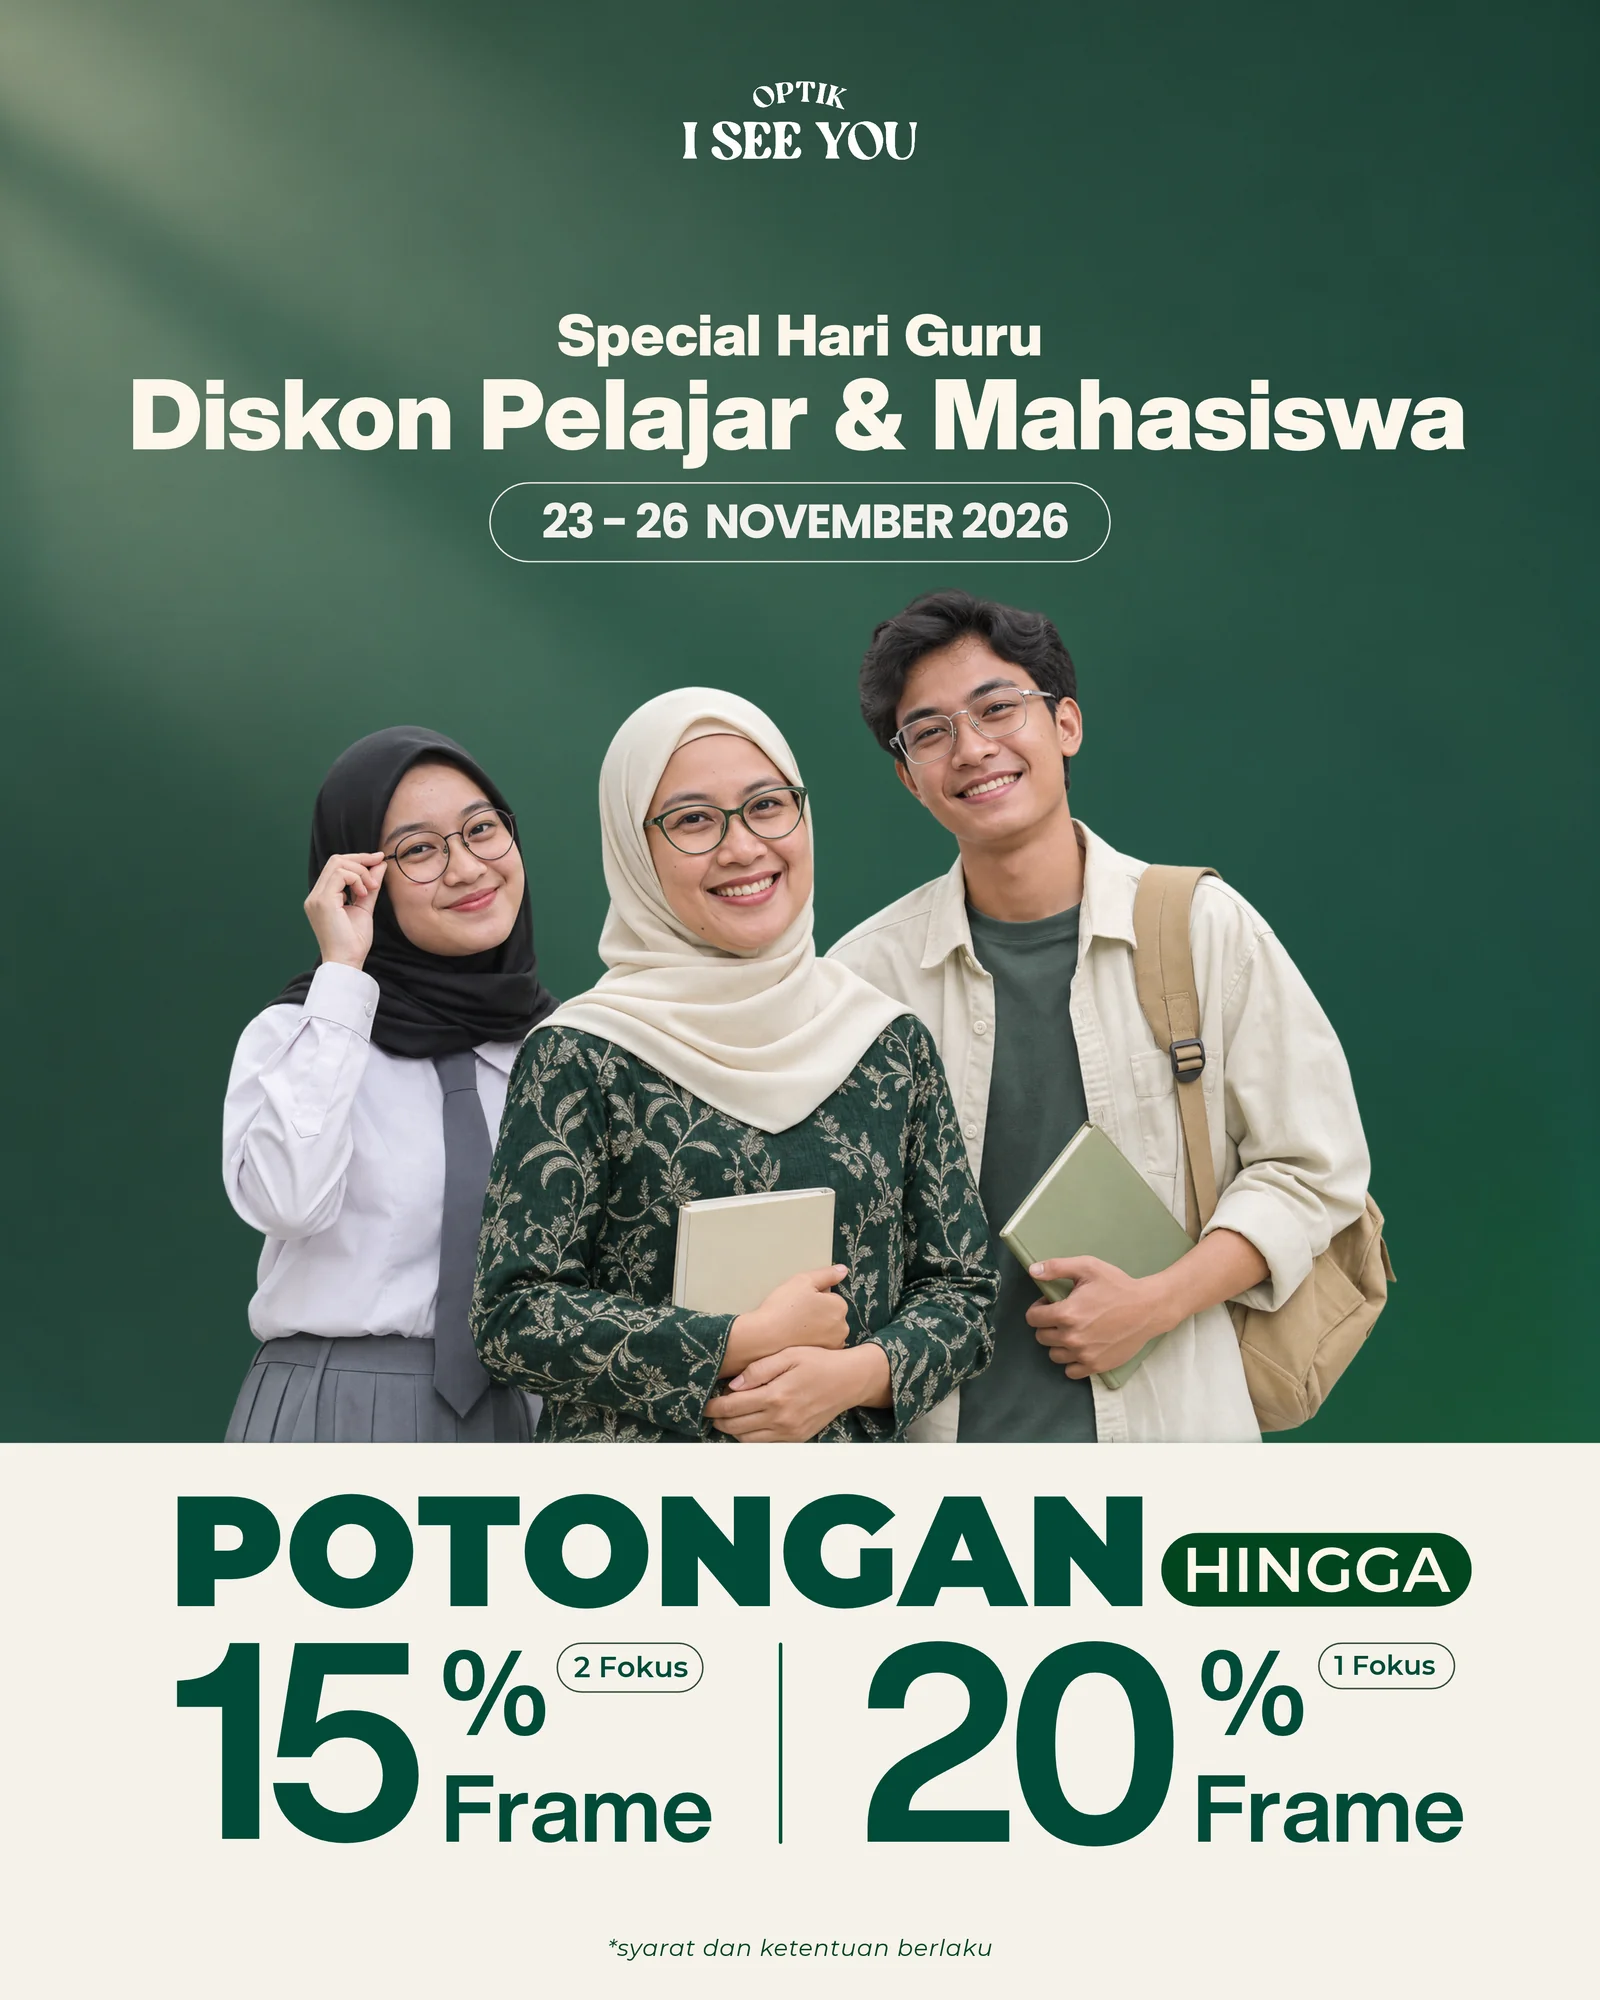 OPTIK
I SEE YOU
Special Hari Guru
Diskon Pelajar & Mahasiswa
23 – 26 NOVEMBER 2026
POTONGAN HINGGA
15% 2 Fokus
Frame
20% 1 Fokus
Frame
*syarat dan ketentuan berlaku